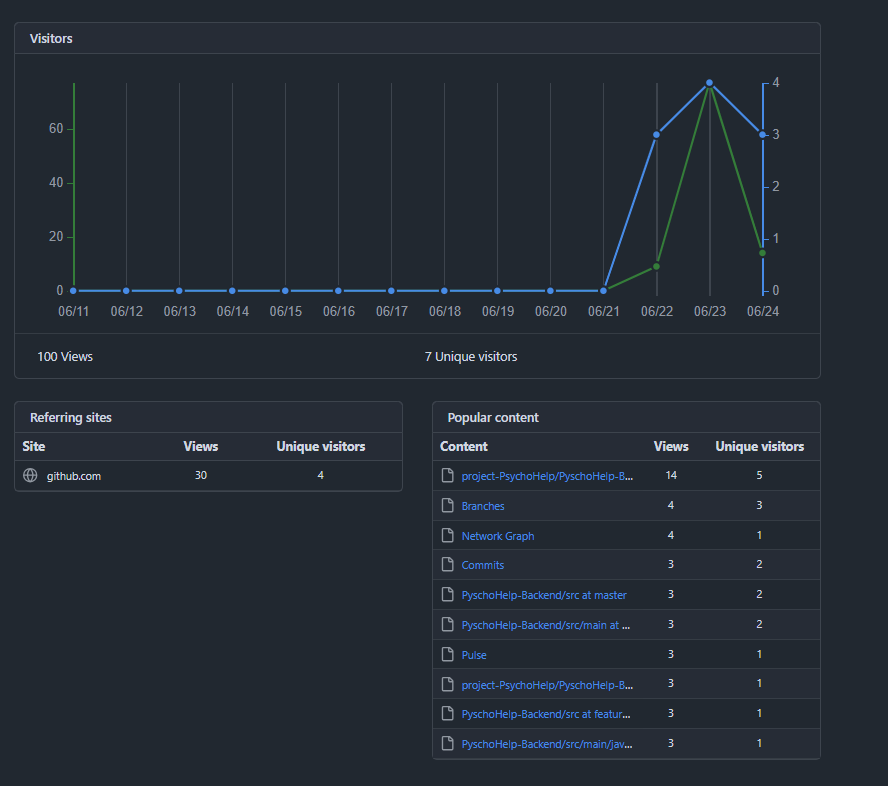 Visitors
4
60
3
40
2
20
1
0
0
06/11 06/12 06/13 06/14 06/15 06/16 06/17 06/18 06/19 06/20 06/21 06/22 06/23 06/24
100 Views 7 Unique visitors
Referring sites
Site Views Unique visitors
github.com 30 4
Popular content
Content Views Unique visitors
project-PsychoHelp/PyschoHelp-B... 14 5
Branches 4 3
Network Graph 4 1
Commits 3 2
PyschoHelp-Backend/src at master 3 2
PyschoHelp-Backend/src/main at ... 3 2
Pulse 3 1
project-PsychoHelp/PyschoHelp-B... 3 1
PyschoHelp-Backend/src at featur... 3 1
PyschoHelp-Backend/src/main/jav... 3 1